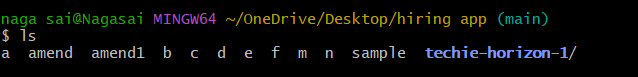 naga sai@Nagasai MINGW64 ~/OneDrive/Desktop/hiring app (main)
$ ls
a  amend  amend1  b  c  d  e  f  m  n  sample  techie-horizon-1/